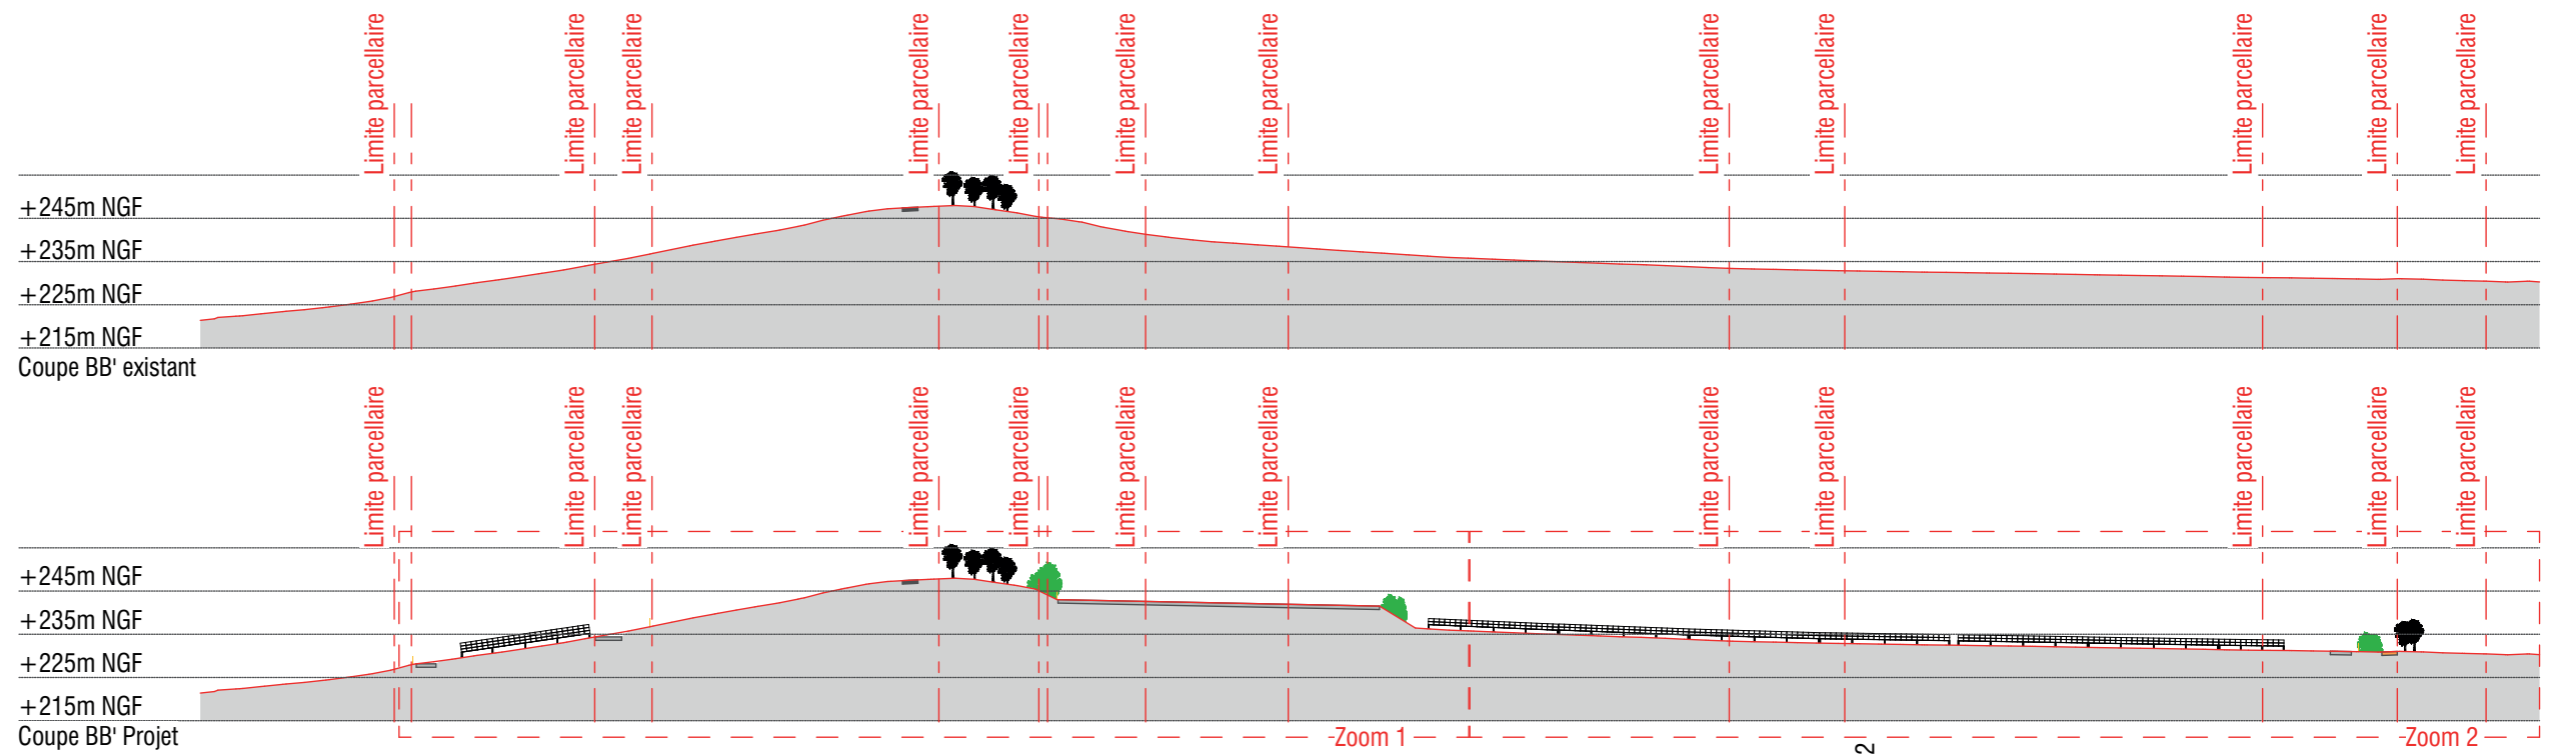 Limite parcellaire
Limite parcellaire
Limite parcellaire
Limite parcellaire
Limite parcellaire
Limite parcellaire
Limite parcellaire
Limite parcellaire
Limite parcellaire
Limite parcellaire
Limite parcellaire
Limite parcellaire
+245m NGF
+235m NGF
+225m NGF
+215m NGF
Coupe BB' existant
Limite parcellaire
Limite parcellaire
Limite parcellaire
Limite parcellaire
Limite parcellaire
Limite parcellaire
Limite parcellaire
Limite parcellaire
Limite parcellaire
Limite parcellaire
Limite parcellaire
Limite parcellaire
+245m NGF
+235m NGF
+225m NGF
+215m NGF
Coupe BB' Projet
Zoom 1
Zoom 2
2